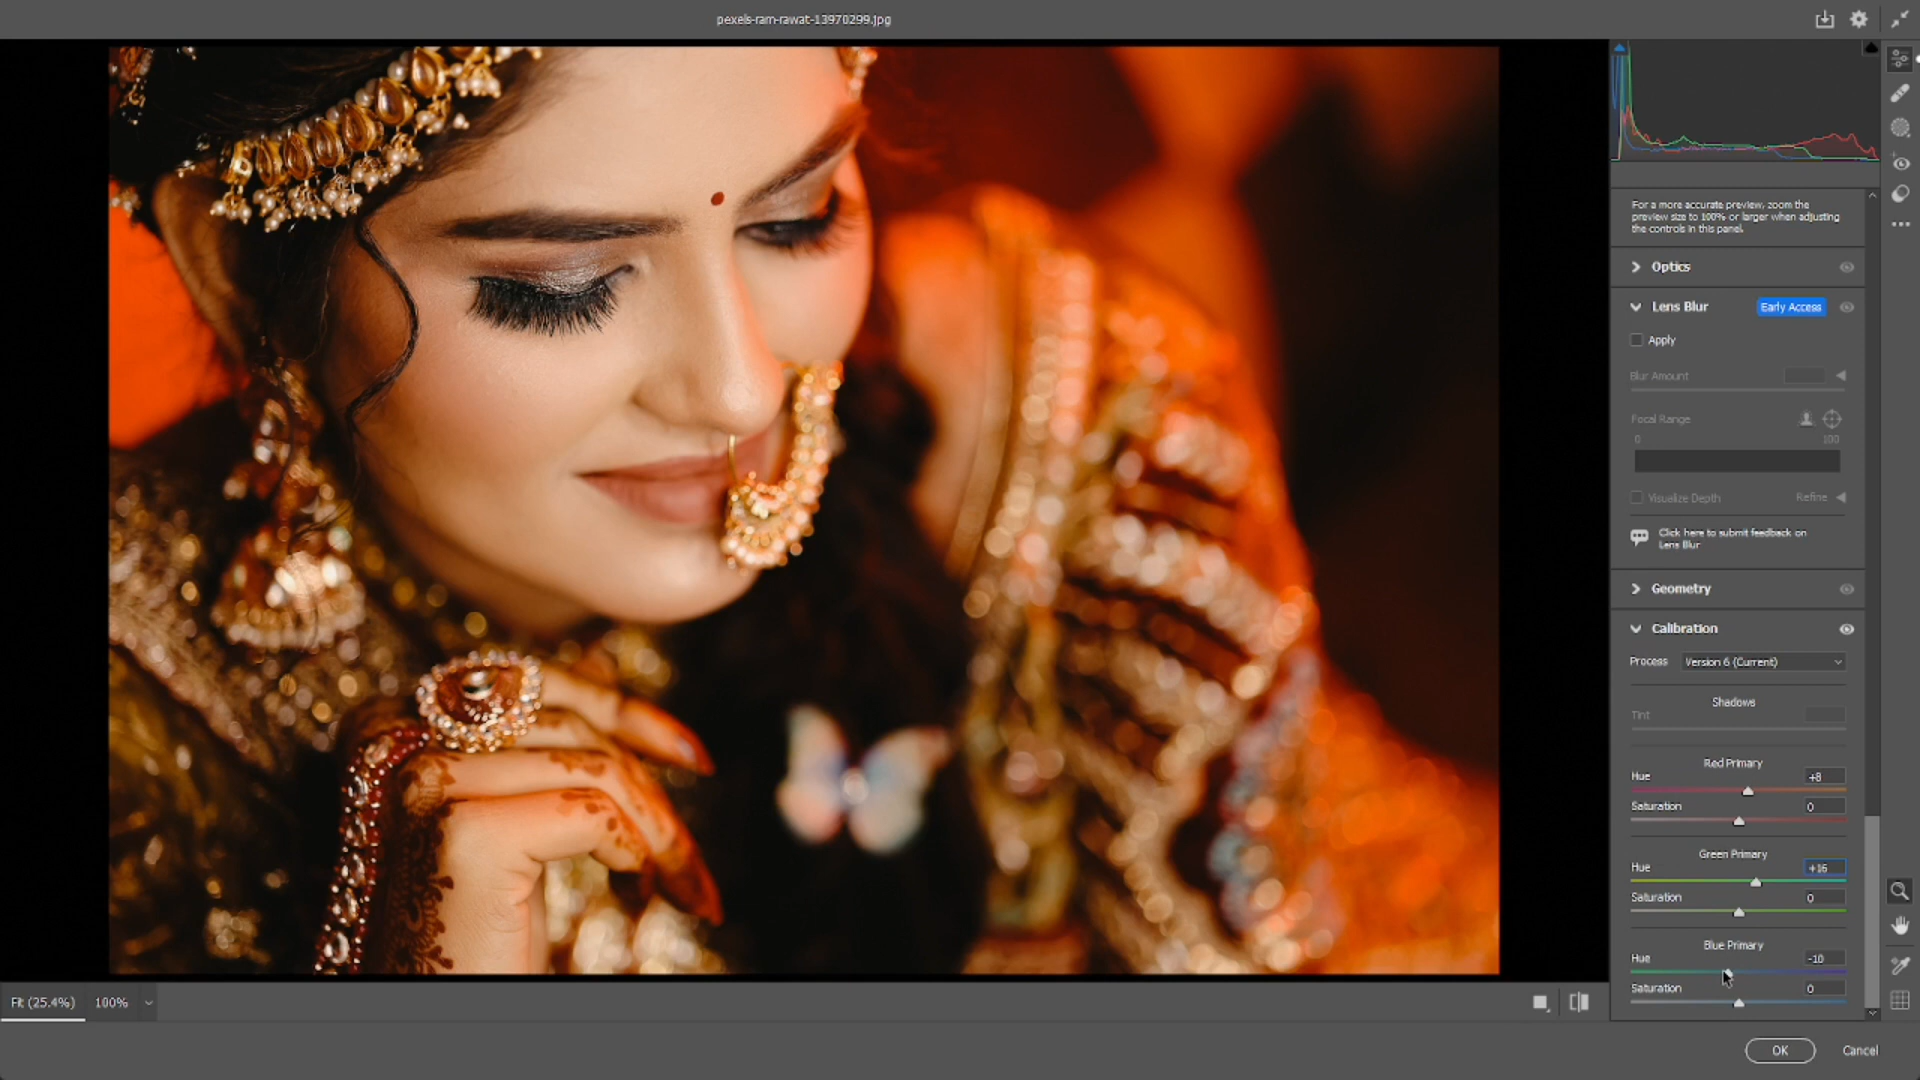 pexels-ram-rawat-13970299.jpg
For a more accurate preview, zoom the
preview size to 100% or larger when adjusting
the controls in this panel.
Optics
Lens Blur Early Access
Apply
Blur Amount
Focal Range
0 100
Visualize Depth Refine
Click here to submit feedback on
Lens Blur
Geometry
Calibration
Process Version 6 (Current)
Shadows
Tint
Red Primary
Hue +8
Saturation 0
Green Primary
Hue +16
Saturation 0
Blue Primary
Hue -10
Saturation 0
Fit (25.4%) 100%
OK Cancel